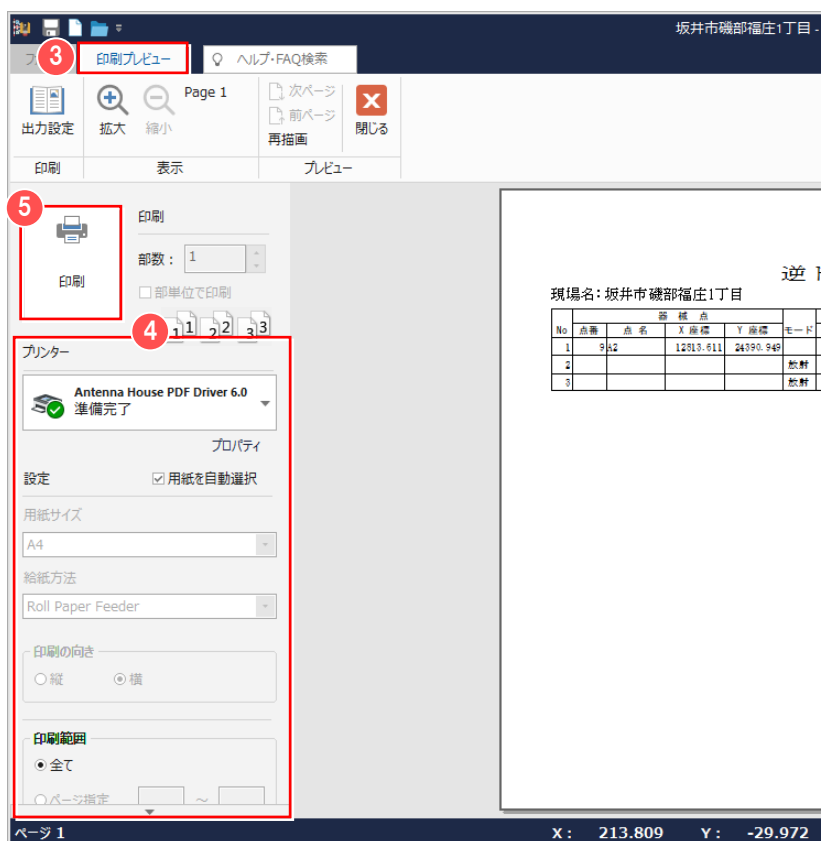 坂井市磯部福庄1丁目 -
3
印刷プレビュー
ヘルプ・FAQ検索
出力設定
拡大
縮小
Page 1
次ページ
前ページ
再描画
閉じる
印刷
表示
プレビュー
5
印刷
印刷
部数： 1
部単位で印刷
4
1 1 2 2 3 3
プリンター
Antenna House PDF Driver 6.0
準備完了
プロパティ
設定
用紙を自動選択
用紙サイズ
A4
給紙方法
Roll Paper Feeder
印刷の向き
縦
横
印刷範囲
全て
ページ指定 ～
逆
現場名：坂井市磯部福庄1丁目
器 械 点
No 点番 点 名 X 座標 Y 座標 モード
1 9 A2 12813.611 24390.949
2 放射
3 放射
ページ 1
X : 213.809 Y : -29.972